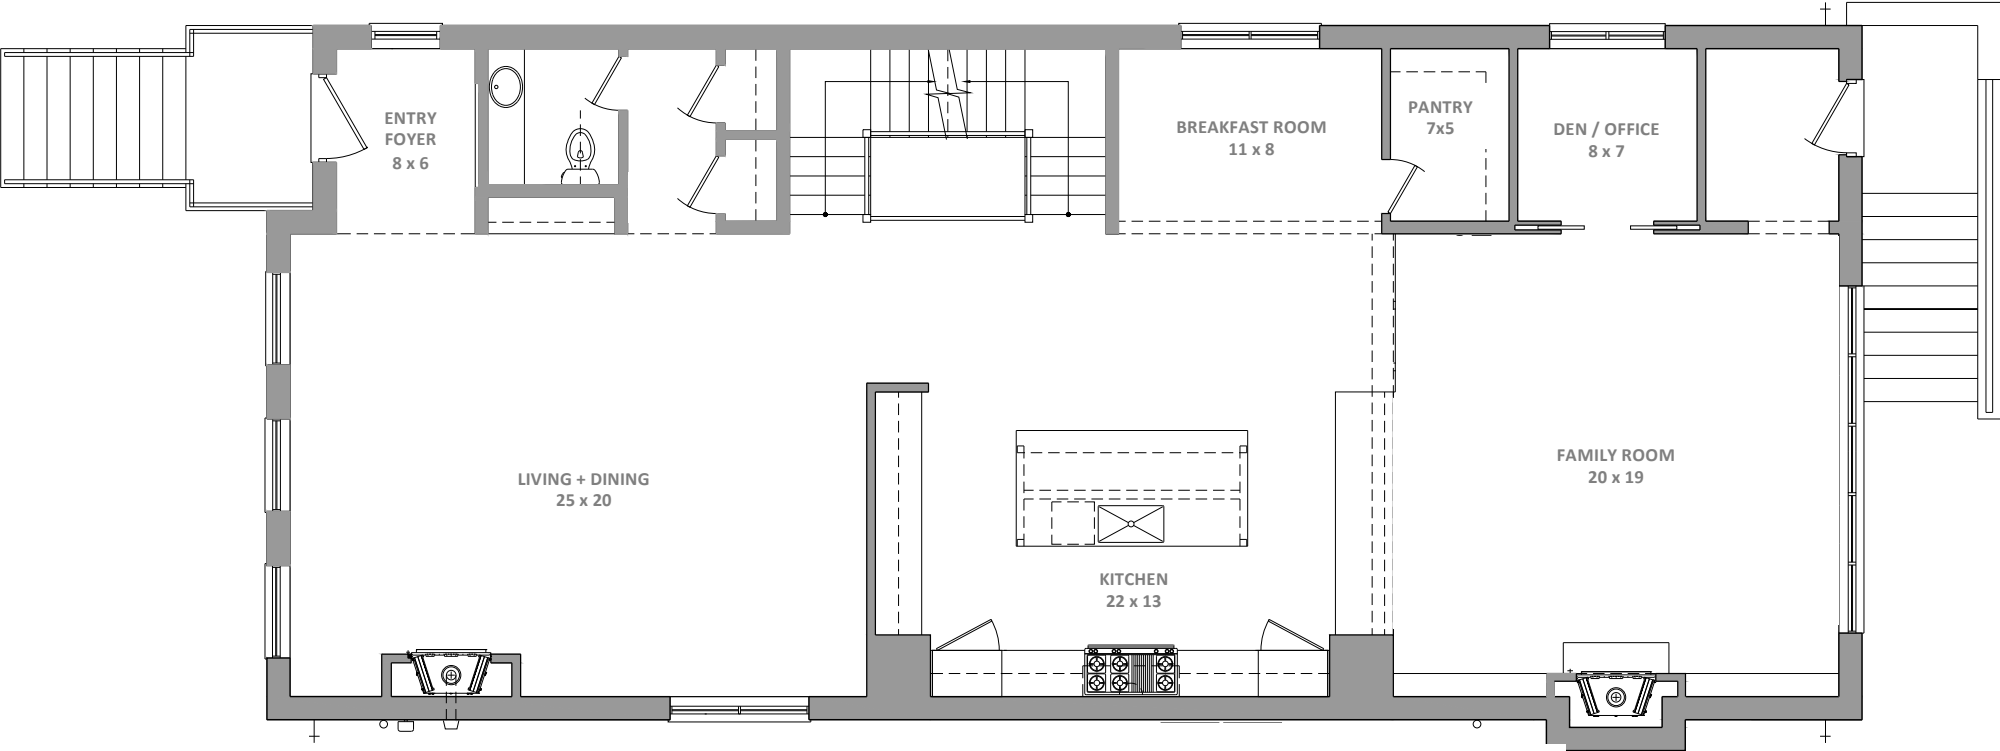 ENTRY
FOYER
8 x 6
BREAKFAST ROOM
11 x 8
PANTRY
7x5
DEN / OFFICE
8 x 7
LIVING + DINING
25 x 20
KITCHEN
22 x 13
FAMILY ROOM
20 x 19